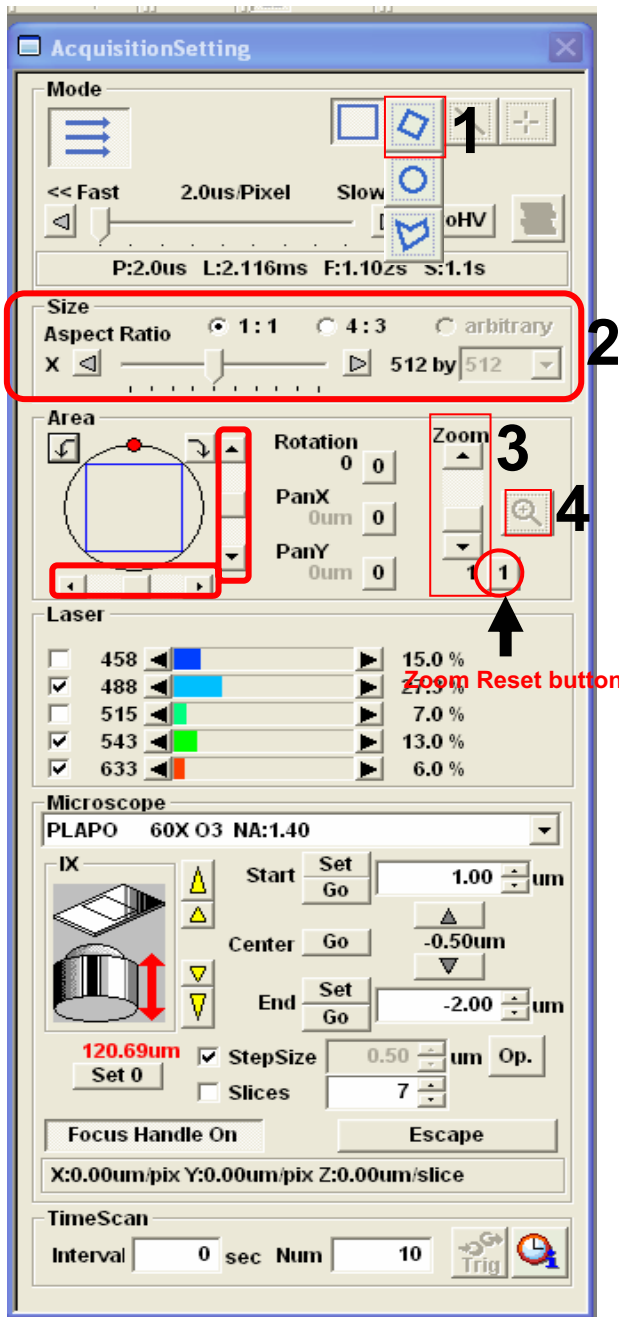 AcquisitionSetting
Mode
1
<< Fast 2.0us/Pixel Slow
oHV
P:2.0us L:2.116ms F:1.102s S:1.1s
Size
Aspect Ratio 1:1 4:3 arbitrary
2
X 512 by 512
Area
Rotation Zoom
3
0 0
PanX
0um 0
4
PanY
0um 0
1 1
Laser
458 15.0 %
488 27.3 %
Zoom Reset button
515 7.0 %
543 13.0 %
633 6.0 %
Microscope
PLAPO 60X O3 NA:1.40
IX
Start Set 1.00 um
Go
Center Go -0.50um
End Set -2.00 um
Go
120.69um StepSize 0.50 um Op.
Set 0
Slices 7
Focus Handle On Escape
X:0.00um/pix Y:0.00um/pix Z:0.00um/slice
TimeScan
Interval 0 sec Num 10 Trig